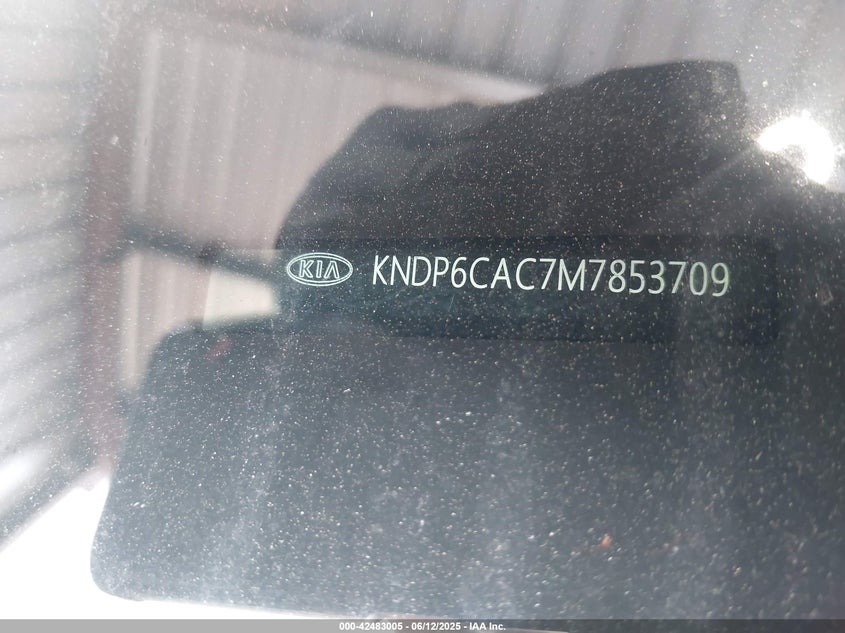 KIA KNDP6CAC7M7853709
000-42483005 - 06/12/2025 - IAA Inc.